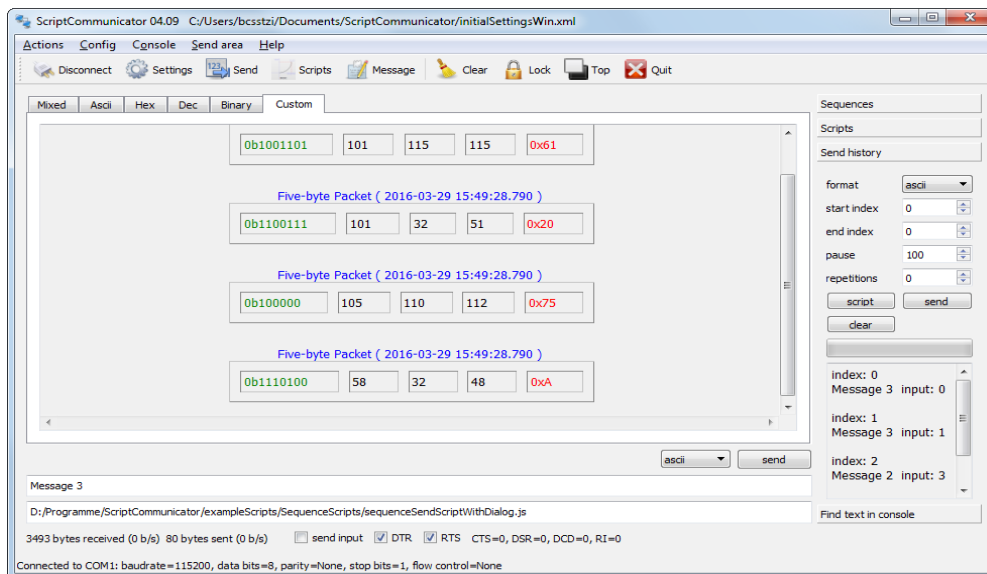 ScriptCommunicator 04.09 C:/Users/bcsstzi/Documents/ScriptCommunicator/initialSettingsWin.xml
Actions Config Console Send area Help
Disconnect Settings 123 Send Scripts Message Clear Lock Top Quit
Mixed Ascii Hex Dec Binary Custom
0b1001101 101 115 115 0x61
Five-byte Packet ( 2016-03-29 15:49:28.790 )
0b1100111 101 32 51 0x20
Five-byte Packet ( 2016-03-29 15:49:28.790 )
0b100000 105 110 112 0x75
Five-byte Packet ( 2016-03-29 15:49:28.790 )
0b1110100 58 32 48 0xA
ascii send
Message 3
D:/Programme/ScriptCommunicator/exampleScripts/SequenceScripts/sequenceSendScriptWithDialog.js
3493 bytes received (0 b/s) 80 bytes sent (0 b/s) send input DTR RTS CTS=0, DSR=0, DCD=0, RI=0
Connected to COM1: baudrate=115200, data bits=8, parity=None, stop bits=1, flow control=None
Sequences
Scripts
Send history
format ascii
start index 0
end index 0
pause 100
repetitions 0
script send
clear
index: 0
Message 3 input: 0
index: 1
Message 3 input: 1
index: 2
Message 2 input: 3
Find text in console